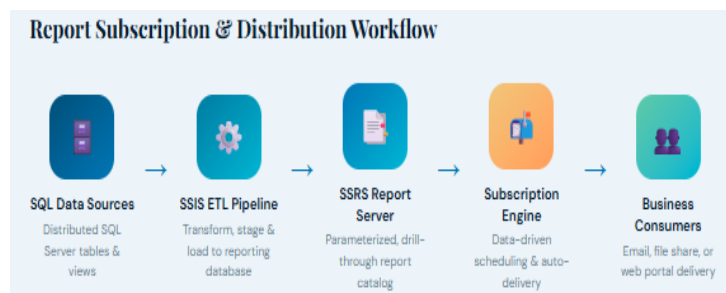 Report Subscription & Distribution Workflow
SQL Data Sources
Distributed SQL
Server tables &
views
SSIS ETL Pipeline
Transform, stage &
load to reporting
database
SSRS Report
Server
Parameterized, drill-
through report
catalog
Subscription
Engine
Data-driven
scheduling & auto-
delivery
Business
Consumers
Email, file share, or
web portal delivery